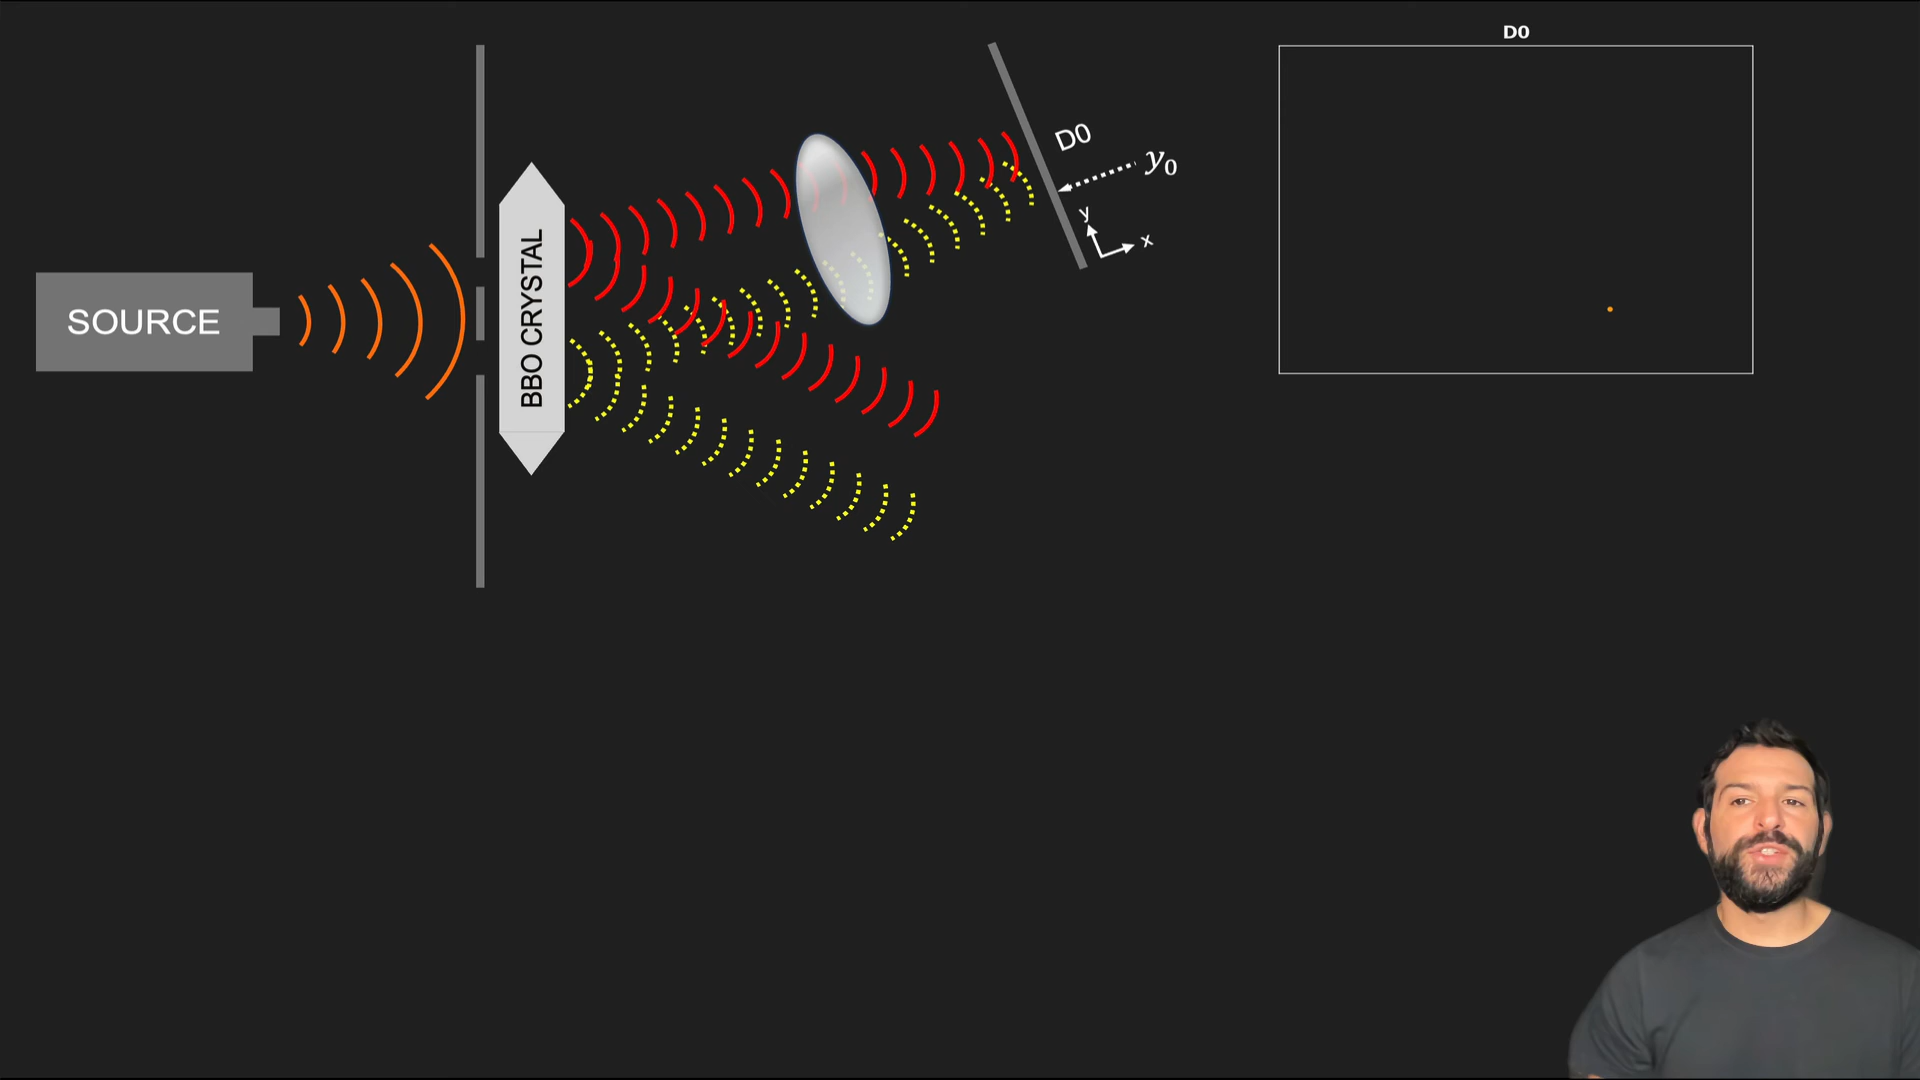 SOURCE
BBO CRYSTAL
D0
y₀
y
x
D0